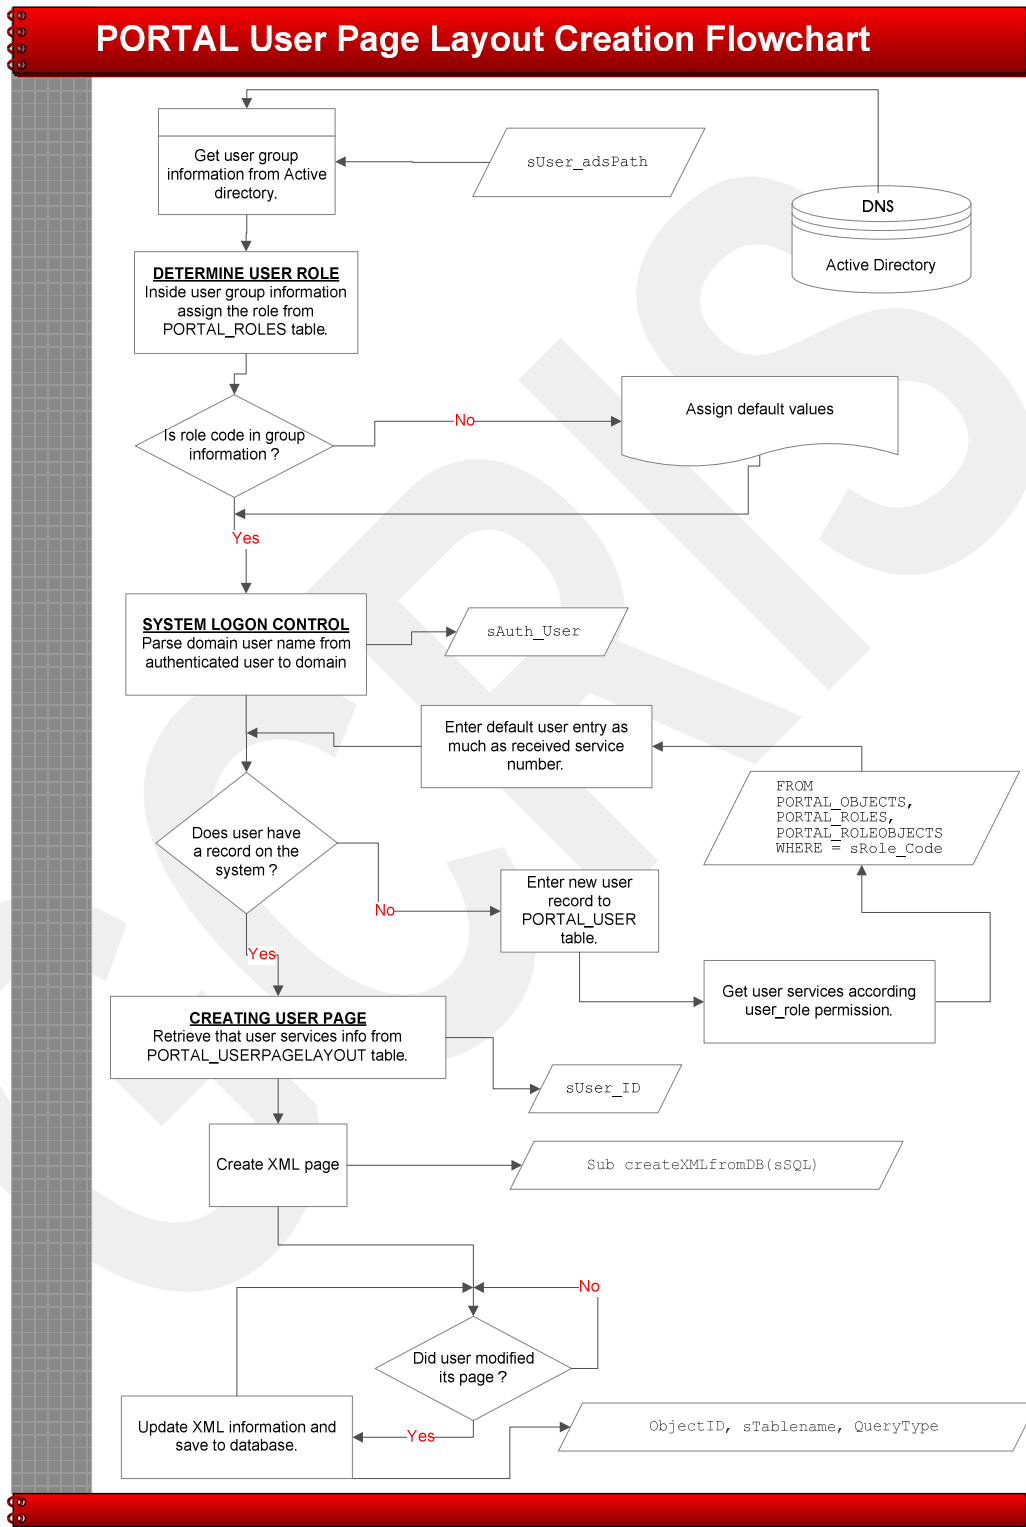 PORTAL User Page Layout Creation Flowchart
Get user group
information from Active
directory.
sUser_adsPath
DNS
Active Directory
DETERMINE USER ROLE
Inside user group information
assign the role from
PORTAL_ROLES table.
Is role code in group
information ?
No
Assign default values
Yes
SYSTEM LOGON CONTROL
Parse domain user name from
authenticated user to domain
sAuth_User
Enter default user entry as
much as received service
number.
FROM
PORTAL_OBJECTS,
PORTAL_ROLES,
PORTAL_ROLEOBJECTS
WHERE = sRole_Code
Does user have
a record on the
system ?
No
Enter new user
record to
PORTAL_USER
table.
Yes
Get user services according
user_role permission.
CREATING USER PAGE
Retrieve that user services info from
PORTAL_USERPAGELAYOUT table.
sUser_ID
Create XML page
Sub createXMLfromDB(sSQL)
No
Did user modified
its page ?
Yes
Update XML information and
save to database.
ObjectID, sTablename, QueryType
GCRIS